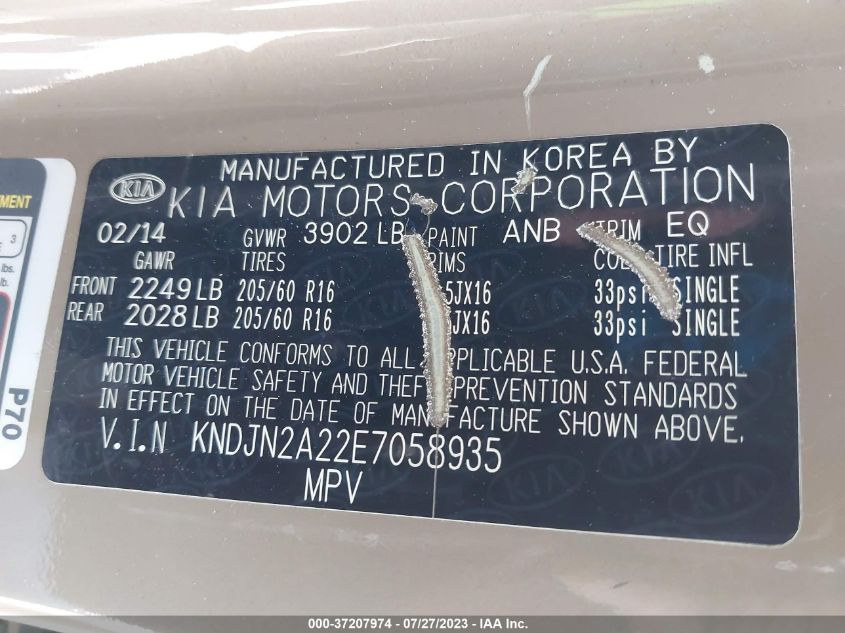 MANUFACTURED IN KOREA BY
KIA KIA MOTORS CORPORATION
02/14 GVWR 3902 LB PAINT ANB TRIM EQ
GAWR TIRES COLD TIRE INFL
FRONT 2249 LB 205/60 R16 5JX16 33psi SINGLE
REAR 2028 LB 205/60 R16 JX16 33psi SINGLE
THIS VEHICLE CONFORMS TO ALL APPLICABLE U.S.A. FEDERAL
MOTOR VEHICLE SAFETY AND THEFT PREVENTION STANDARDS
IN EFFECT ON THE DATE OF MANUFACTURE SHOWN ABOVE.
V.I.N KNDJN2A22E7058935
MPV
3
lbs.
lb.
P70
000-37207974 - 07/27/2023 - IAA Inc.